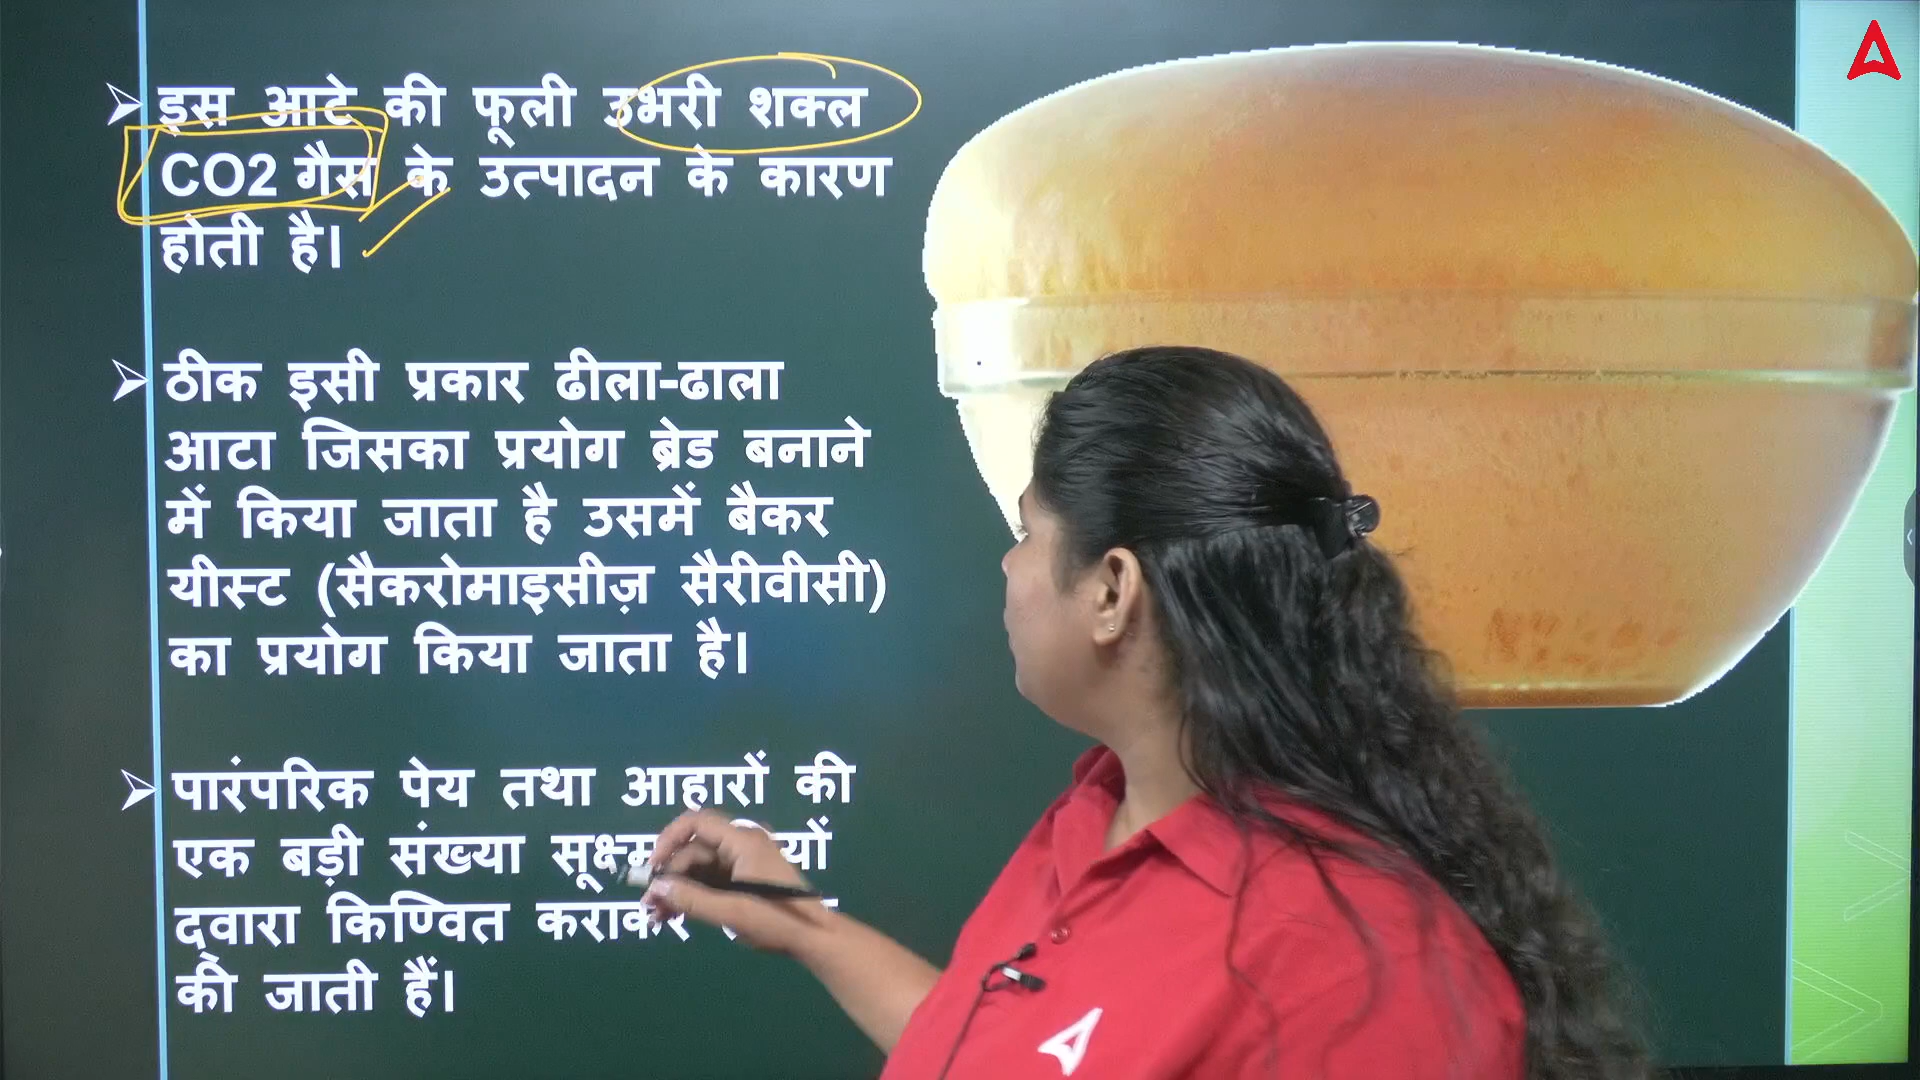 इस आटे की फूली उभरी शक्ल
CO2 गैस के उत्पादन के कारण
होती है।
ठीक इसी प्रकार ढीला-ढाला
आटा जिसका प्रयोग ब्रेड बनाने
में किया जाता है उसमें बैकर
यीस्ट (सैकरोमाइसीज़ सैरीवीसी)
का प्रयोग किया जाता है।
पारंपरिक पेय तथा आहारों की
एक बड़ी संख्या
द्वारा किण्वित कराकर
की जाती हैं।